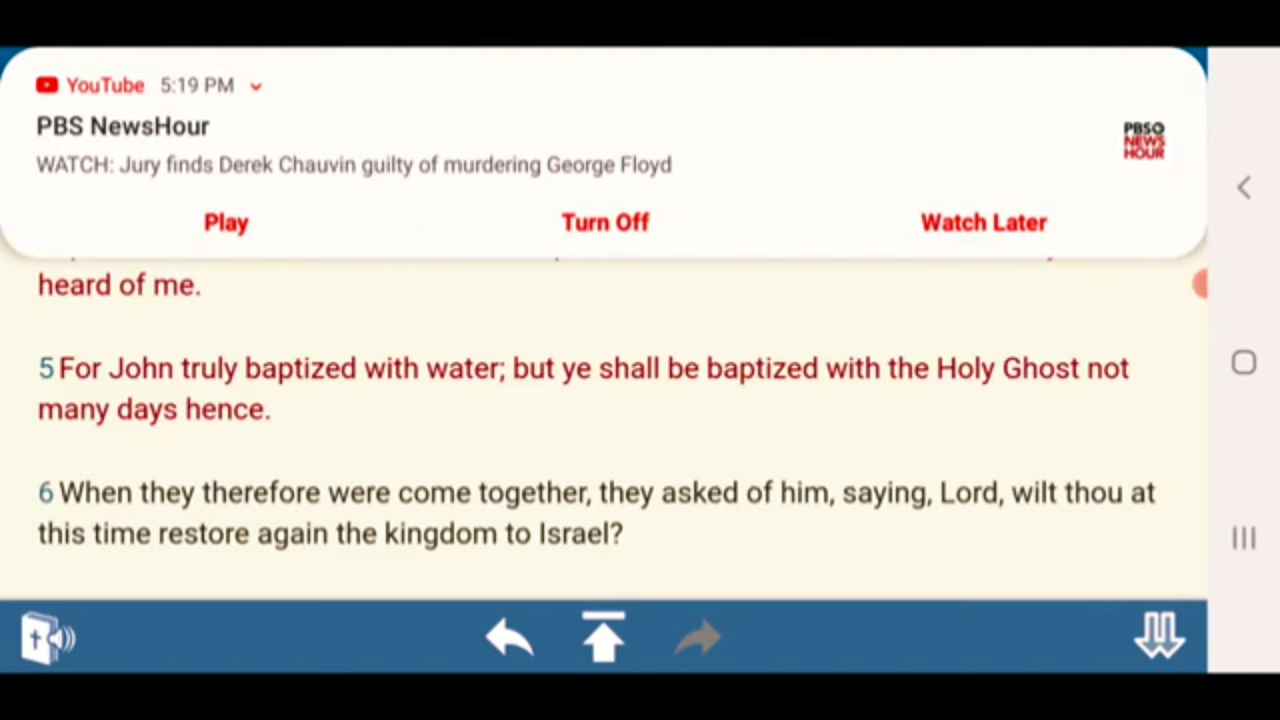 YouTube 5:19 PM
PBS NewsHour
PBS
NEWS
HOUR
WATCH: Jury finds Derek Chauvin guilty of murdering George Floyd
Play Turn Off Watch Later
heard of me.
5 For John truly baptized with water; but ye shall be baptized with the Holy Ghost not
many days hence.
6 When they therefore were come together, they asked of him, saying, Lord, wilt thou at
this time restore again the kingdom to Israel?